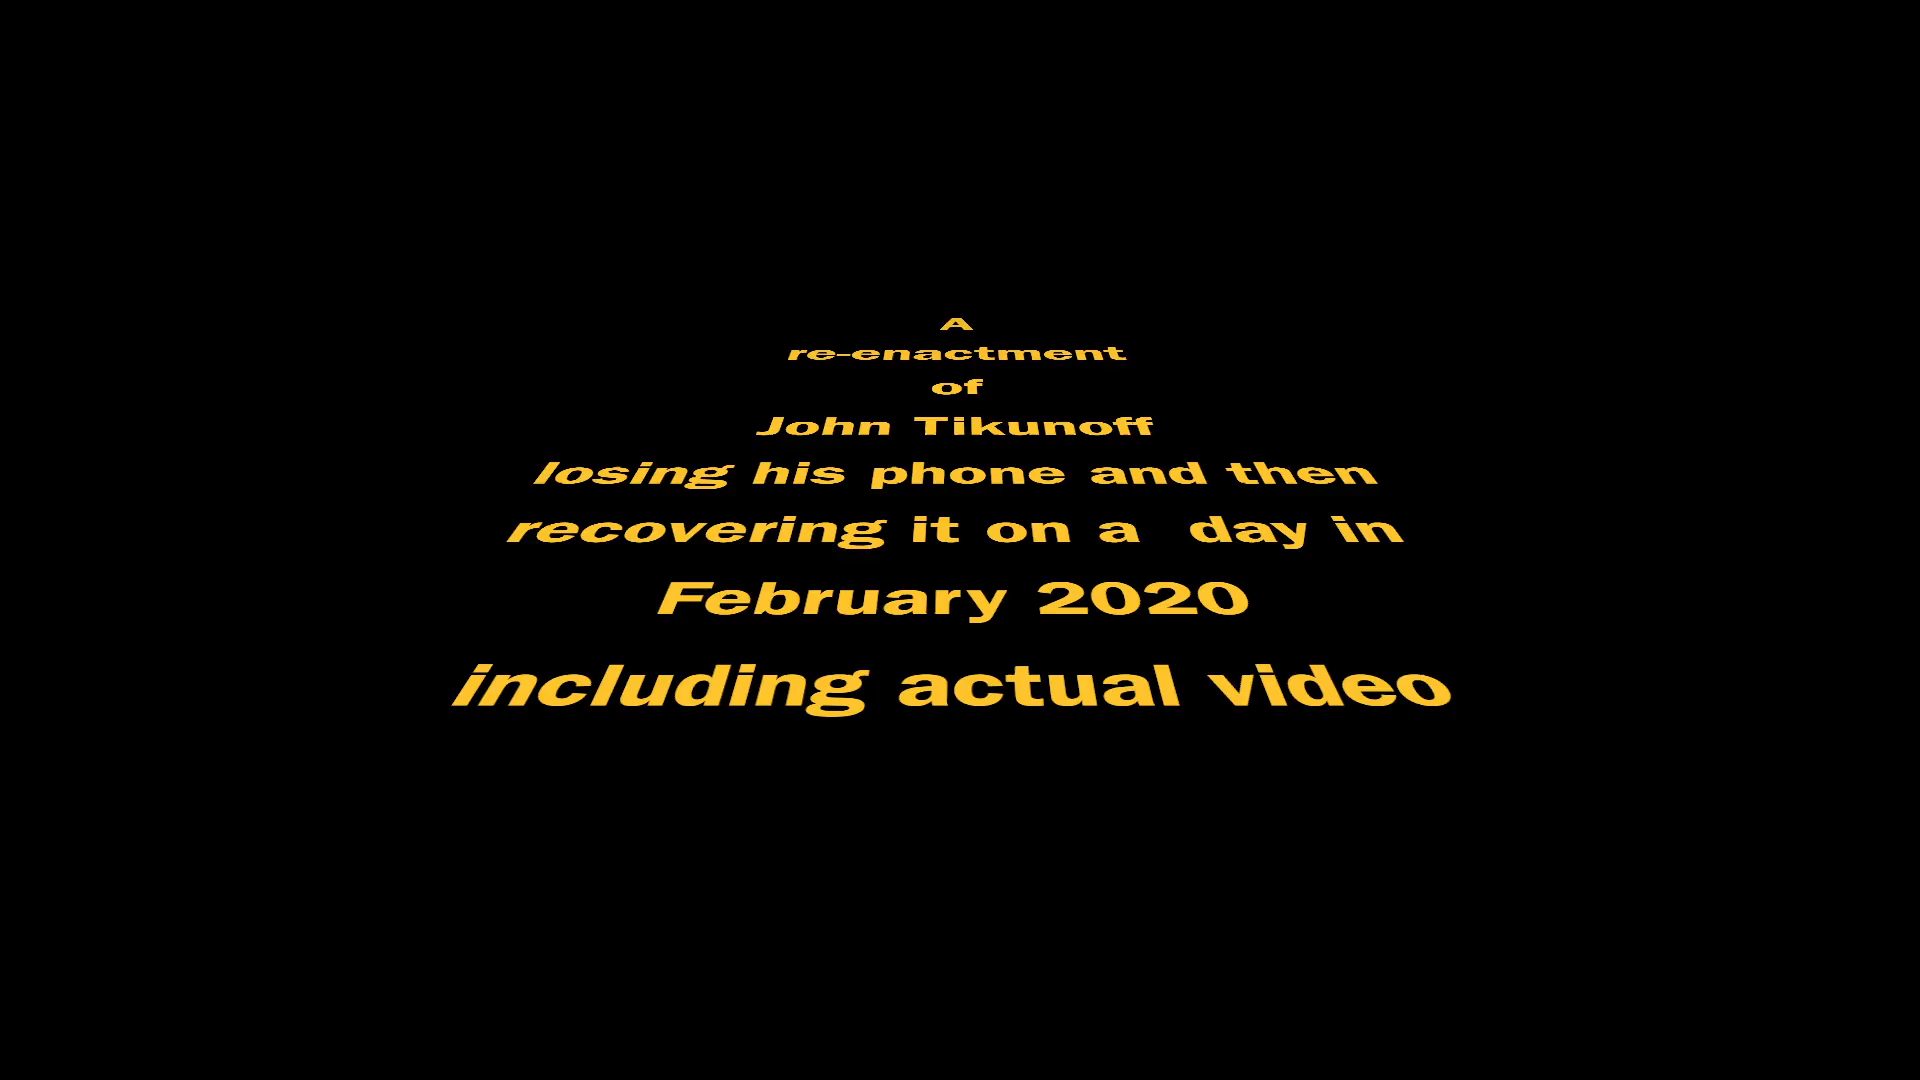 A
re-enactment
of
John Tikunoff
losing his phone and then
recovering it on a day in
February 2020
including actual video